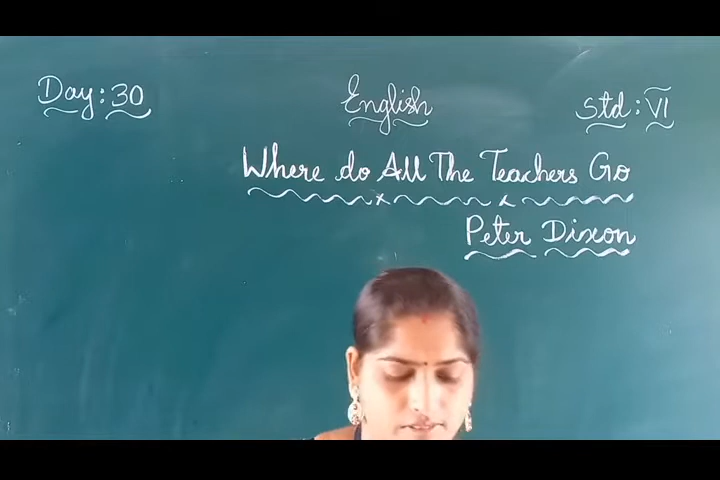 Day: 30 English Std: VI
Where do All The Teachers Go
Peter Dixon